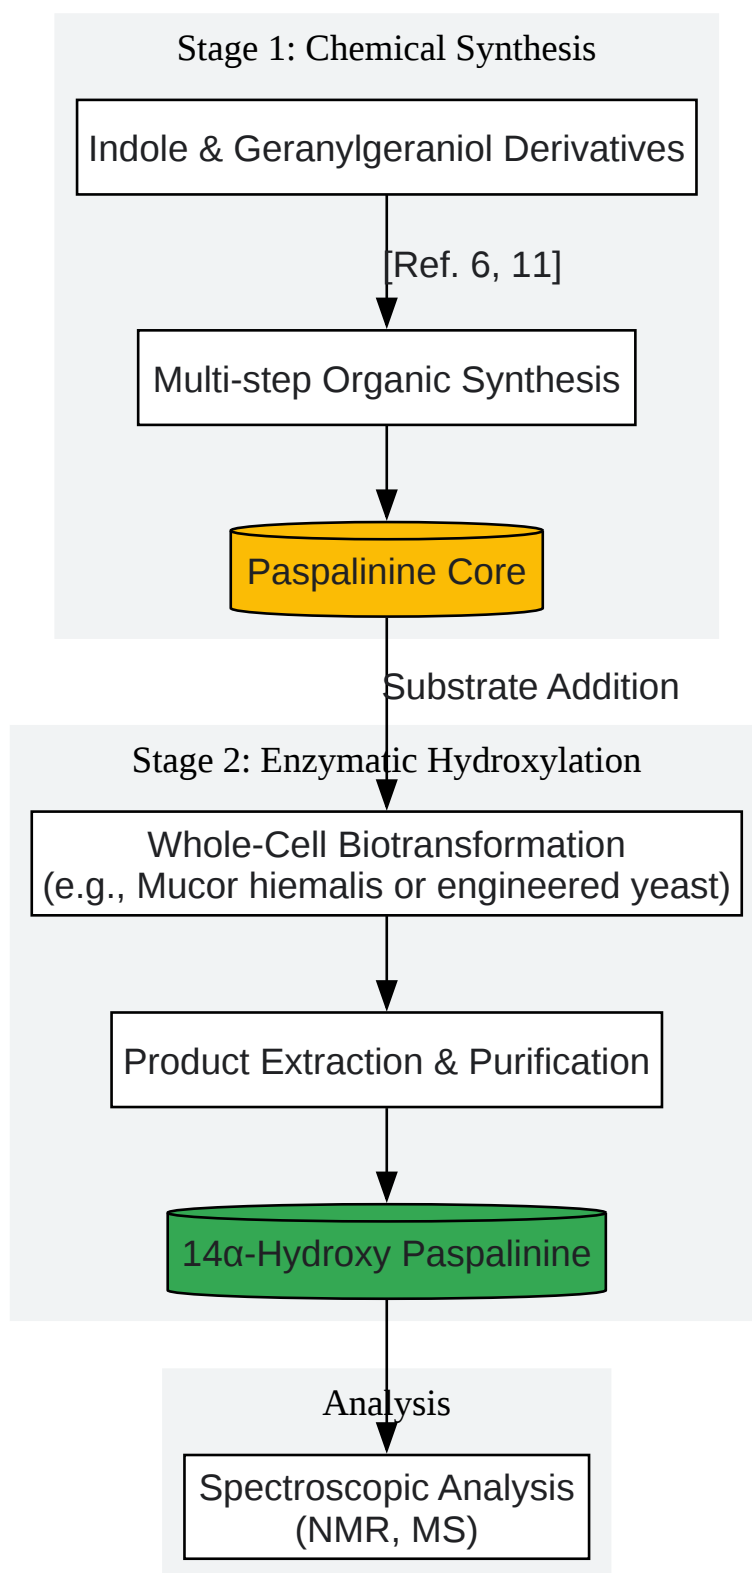 Stage 1: Chemical Synthesis
Indole & Geranylgeraniol Derivatives
[Ref. 6, 11]
Multi-step Organic Synthesis
Paspalinine Core
Substrate Addition
Stage 2: Enzymatic Hydroxylation
Whole-Cell Biotransformation
(e.g., Mucor hiemalis or engineered yeast)
Product Extraction & Purification
14α-Hydroxy Paspalinine
Analysis
Spectroscopic Analysis
(NMR, MS)